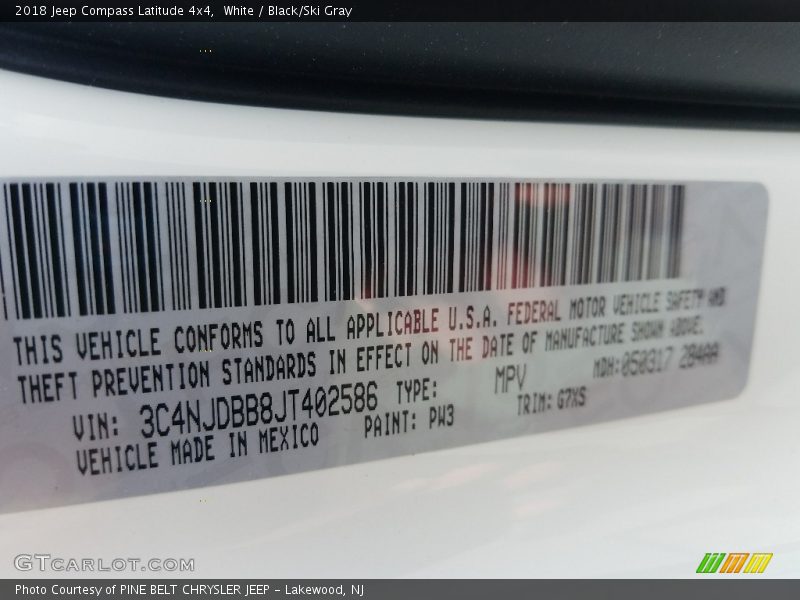 2018 Jeep Compass Latitude 4x4, White / Black/Ski Gray
THIS VEHICLE CONFORMS TO ALL APPLICABLE U.S.A. FEDERAL MOTOR VEHICLE SAFETY AND
THEFT PREVENTION STANDARDS IN EFFECT ON THE DATE OF MANUFACTURE SHOWN ABOVE.
VIN: 3C4NJDBB8JT402586 TYPE: MPV MDH:050317 284AA
VEHICLE MADE IN MEXICO PAINT: PW3 TRIM: G7XS
GTCARLOT.COM
Photo Courtesy of PINE BELT CHRYSLER JEEP - Lakewood, NJ